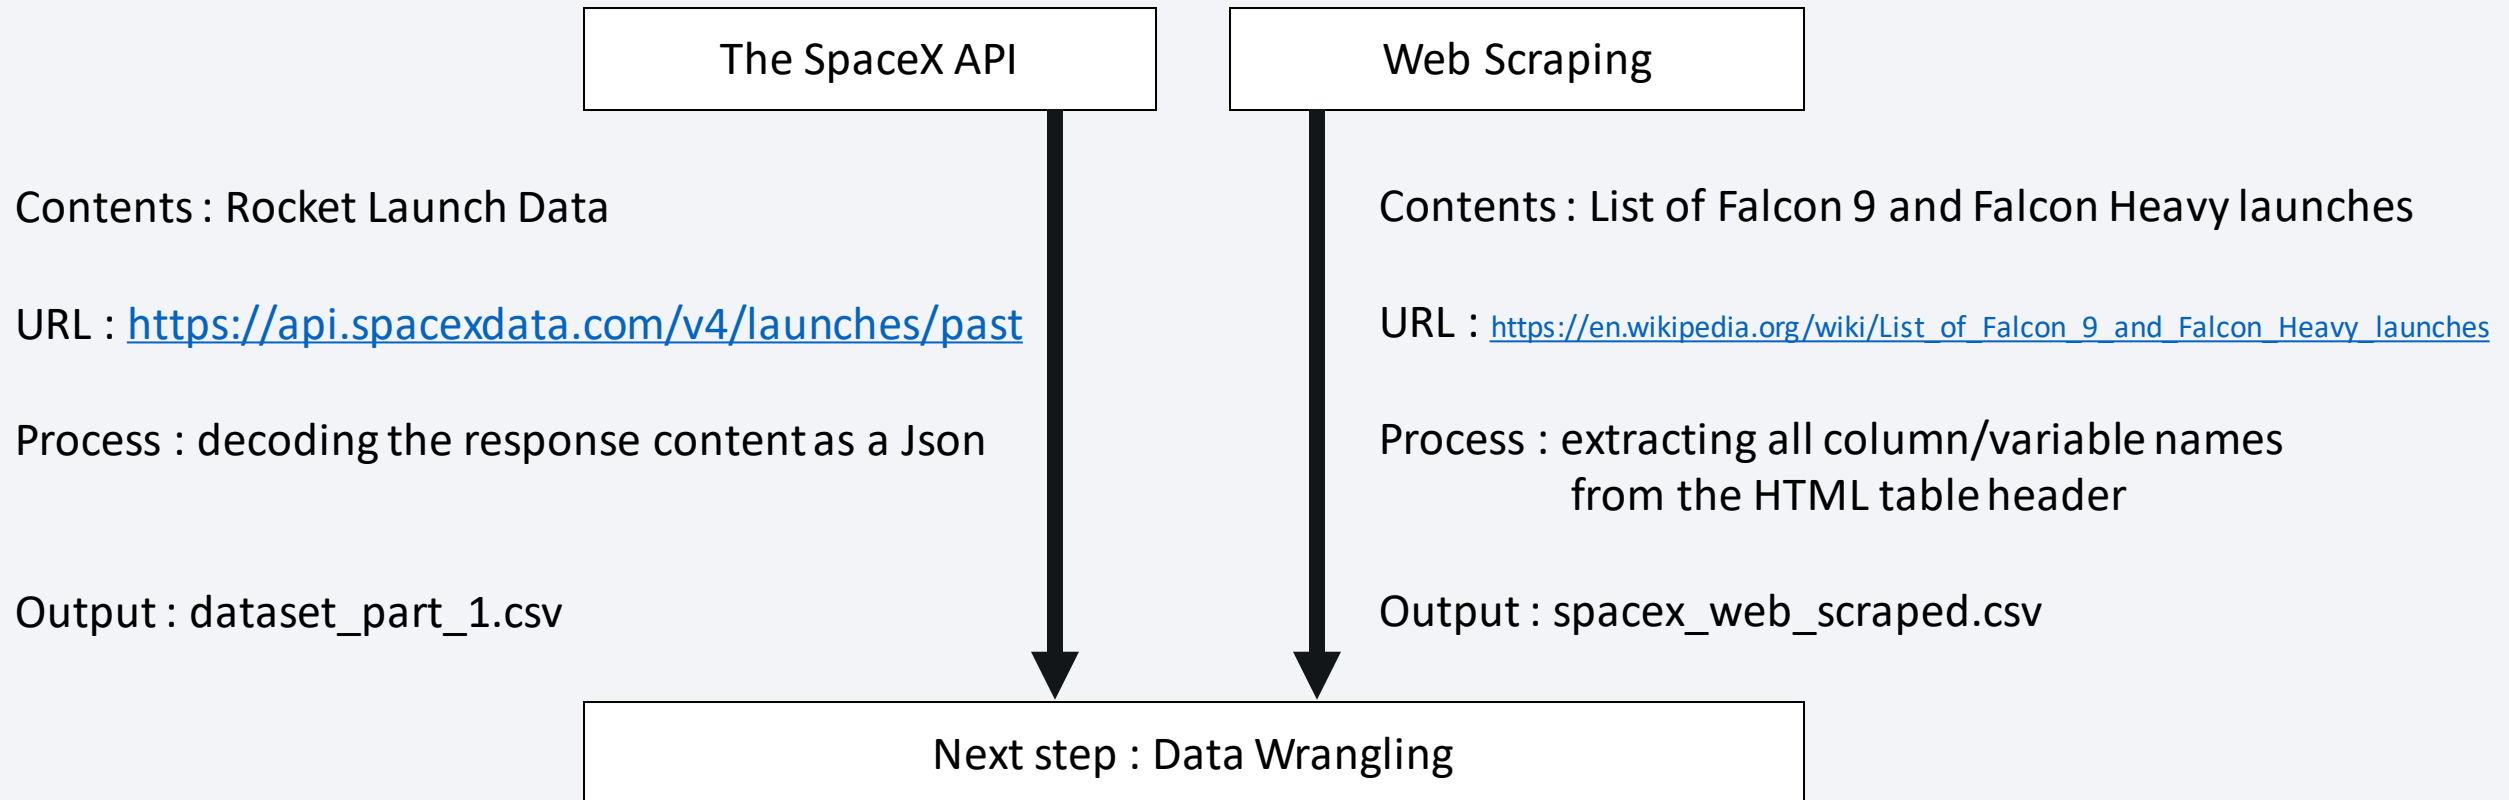 The SpaceX API
Web Scraping
Contents : Rocket Launch Data
URL : https://api.spacexdata.com/v4/launches/past
Process : decoding the response content as a Json
Output : dataset_part_1.csv
Contents : List of Falcon 9 and Falcon Heavy launches
URL : https://en.wikipedia.org/wiki/List_of_Falcon_9_and_Falcon_Heavy_launches
Process : extracting all column/variable names
from the HTML table header
Output : spacex_web_scraped.csv
Next step : Data Wrangling